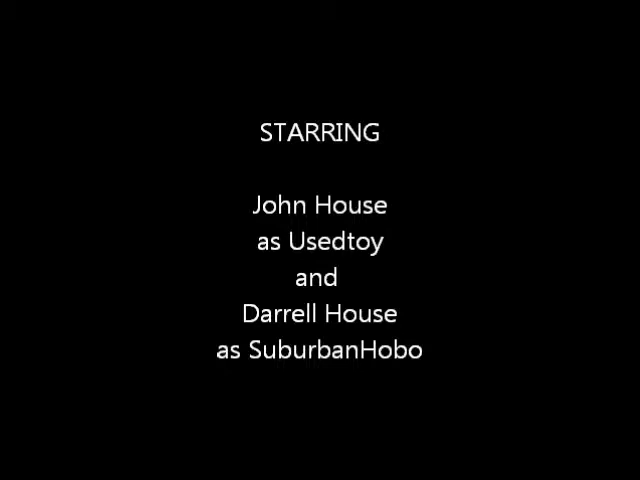 STARRING
John House
as Usedtoy
and
Darrell House
as SuburbanHobo